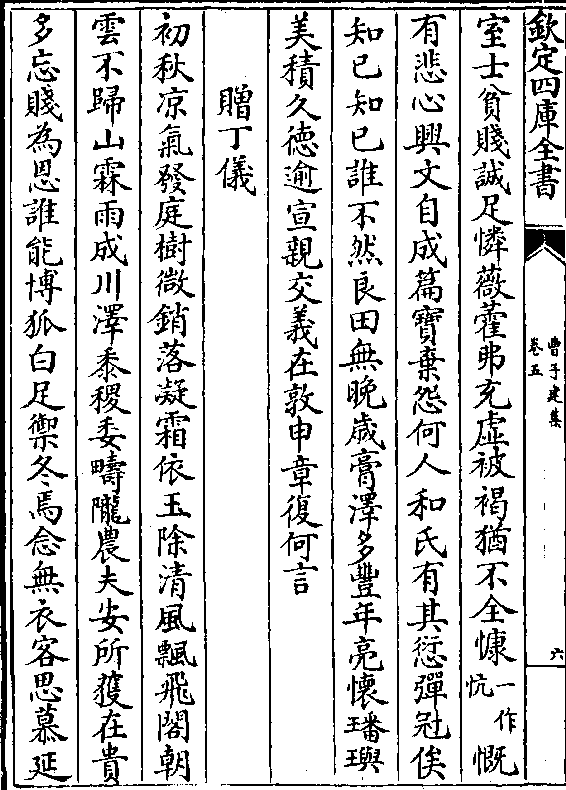 欽定四庫全書
曹子建集
卷五
六
室士貧賤誠足憐薇藿弗充虛被褐猶不全慷一作忼慨
有悲心興文自成篇寶棄怨何人和氏有其愆彈冠俟
知已知已誰不然良田無晚歳膏澤多豐年亮懷璠璵
美積久德逾宣親交義在敦申章復何言
贈丁儀
初秋凉氣發庭樹微銷落凝霜依玉除清風飄飛閣朝
雲不歸山霖雨成川澤黍稷委疇隴農夫安所獲在貴
多忘賤為恩誰能博狐白足禦冬焉念無衣客思慕延